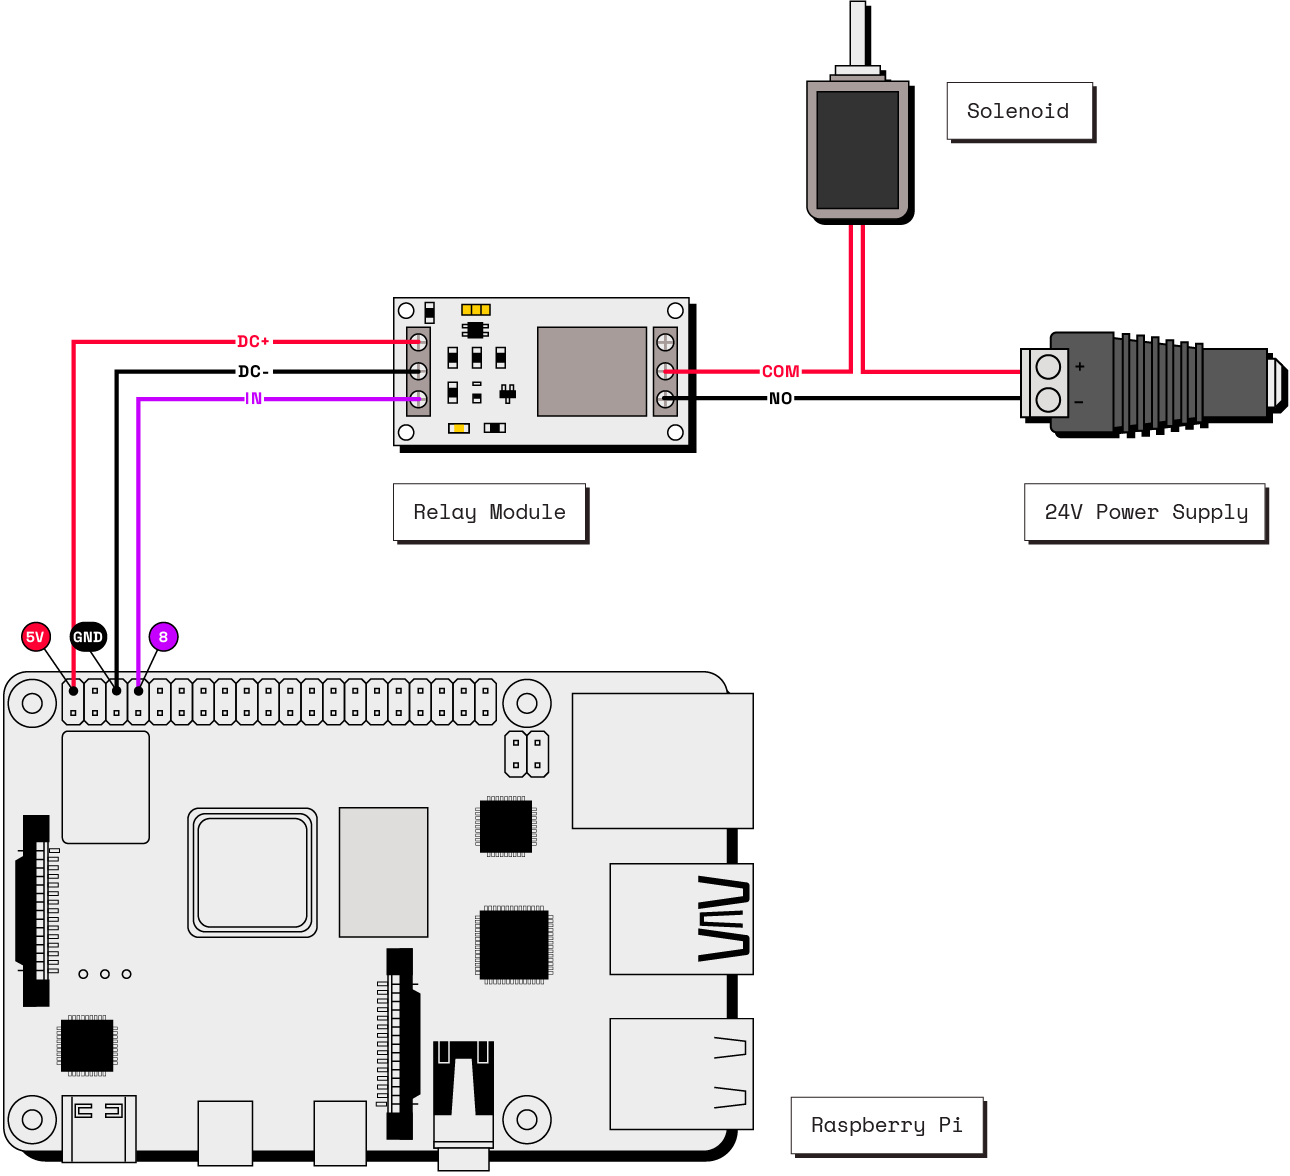 Solenoid
DC+
DC-
IN
COM
NO
+
-
Relay Module
24V Power Supply
5V
GND
8
Raspberry Pi